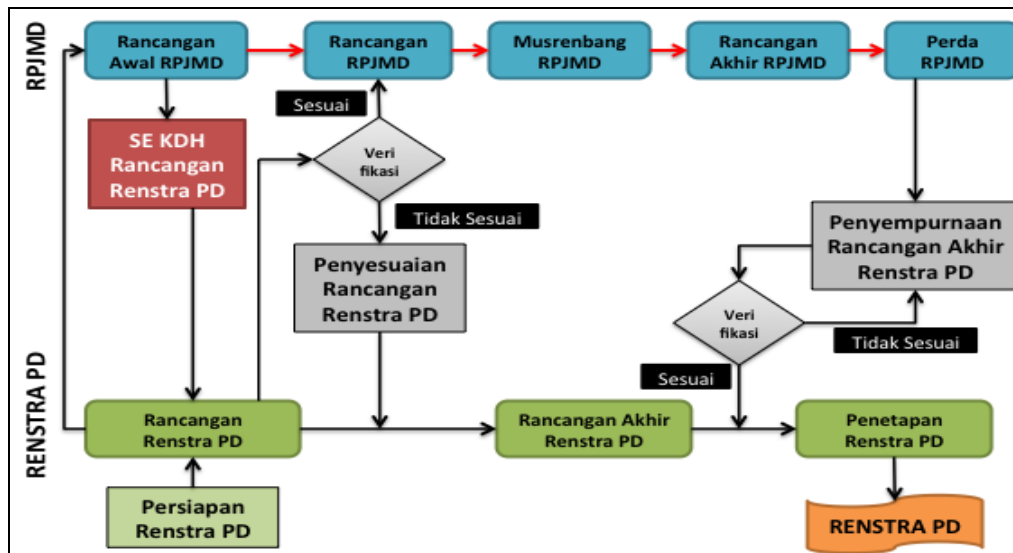 RPJMD
Rancangan
Awal RPJMD
Rancangan
RPJMD
Musrenbang
RPJMD
Rancangan
Akhir RPJMD
Perda
RPJMD
Sesuai
SE KDH
Rancangan
Renstra PD
Veri
fikasi
Tidak Sesuai
Penyesuaian
Rancangan
Renstra PD
Penyempurnaan
Rancangan Akhir
Renstra PD
Veri
fikasi
Tidak Sesuai
Sesuai
RENSTRA PD
Rancangan
Renstra PD
Rancangan Akhir
Renstra PD
Penetapan
Renstra PD
Persiapan
Renstra PD
RENSTRA PD